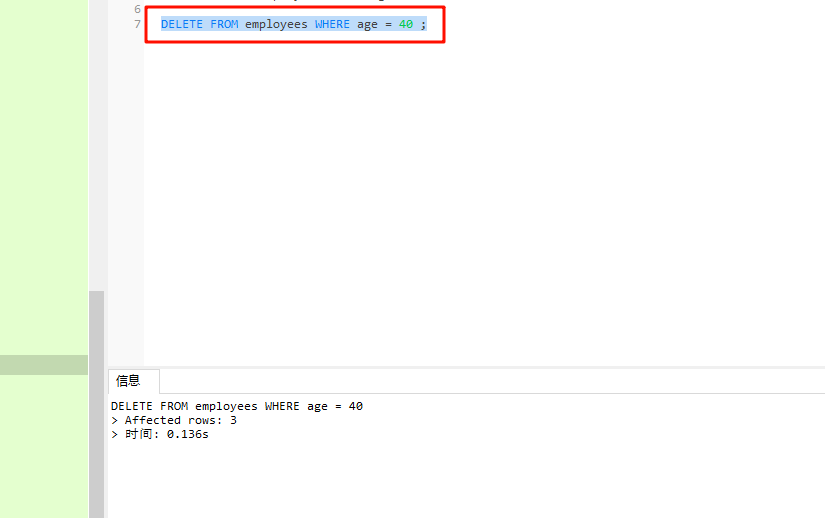 6
7 DELETE FROM employees WHERE age = 40 ;
信息
DELETE FROM employees WHERE age = 40
> Affected rows: 3
> 时间: 0.136s